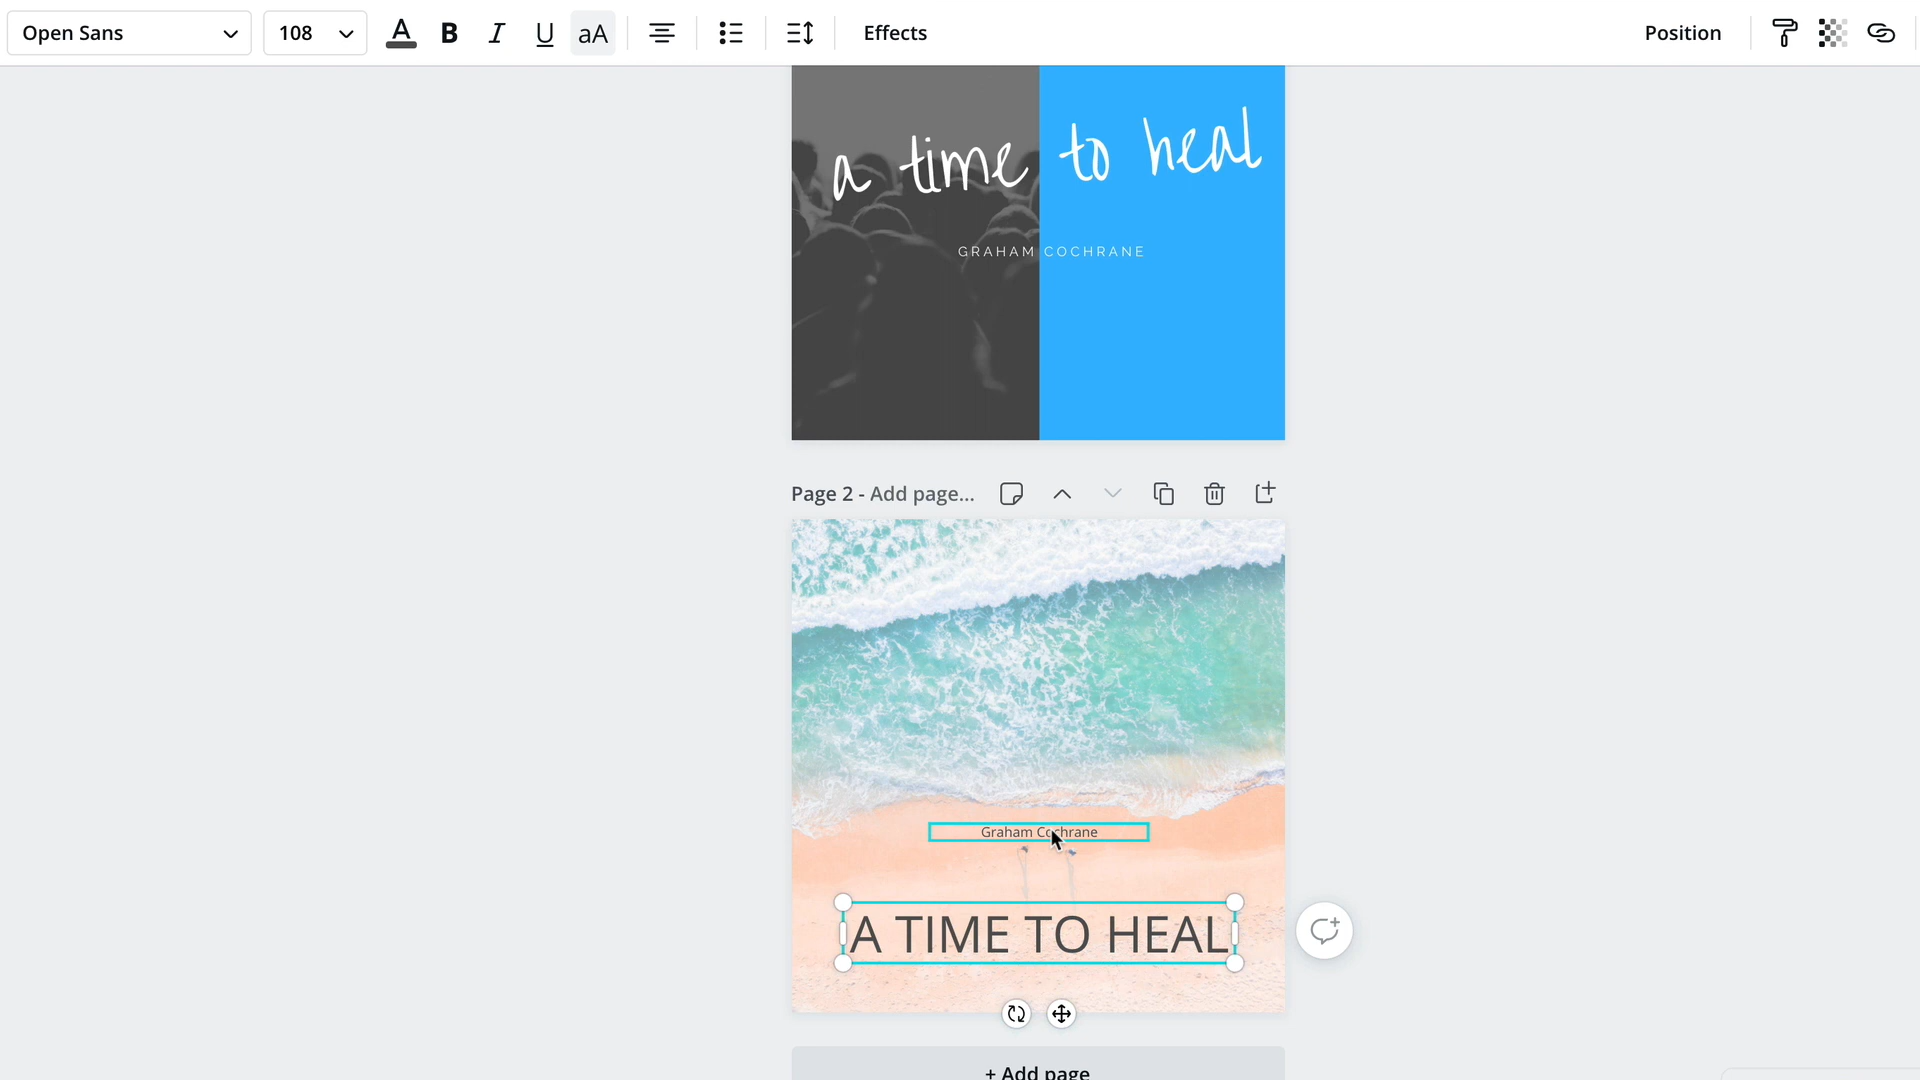 Open Sans 108 A B I U aA Effects Position
a time to heal
GRAHAM COCHRANE
Page 2 - Add page...
Graham Cochrane
A TIME TO HEAL
+ Add page